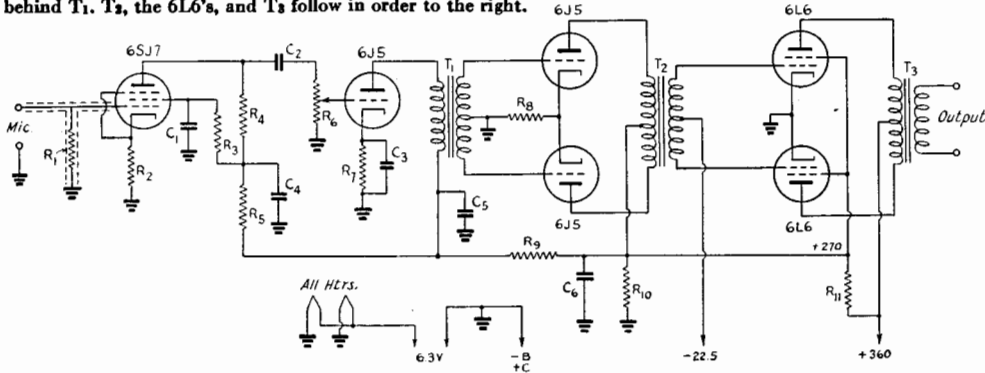 behind T₁. T₂, the 6L6's, and T₃ follow in order to the right.
6SJ7
C₂
6J5
T₁
6J5
T₂
6L6
T₃
Mic.
R₁
R₂
C₁
R₃
R₄
R₆
R₇
C₃
R₈
Output
C₄
R₅
C₅
6J5
6L6
R₉
+270
C₆
R₁₀
R₁₁
All Htrs.
6.3V
-B
+C
-22.5
+360